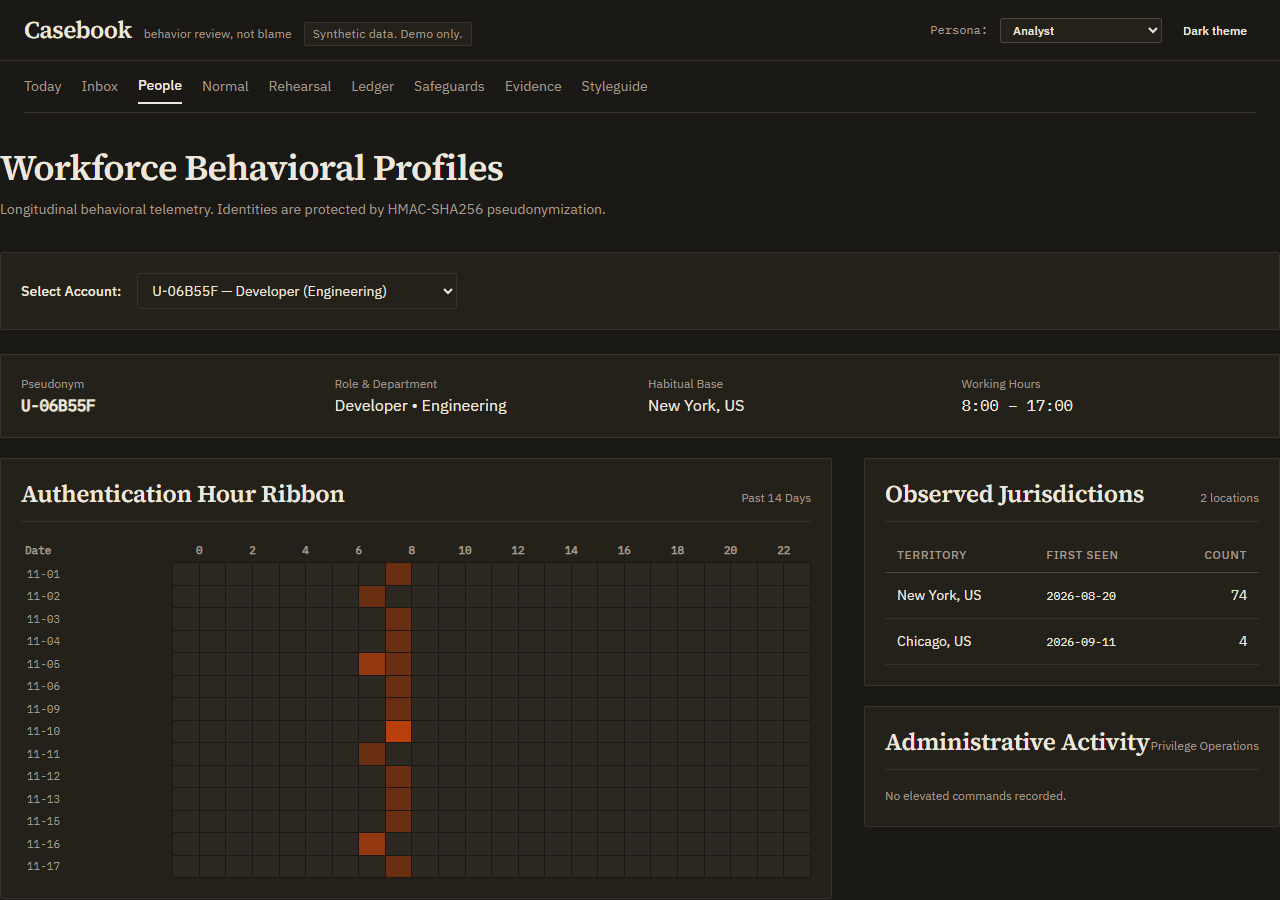 Casebook behavior review, not blame Synthetic data. Demo only. Persona: Analyst Dark theme
Today Inbox People Normal Rehearsal Ledger Safeguards Evidence Styleguide
Workforce Behavioral Profiles
Longitudinal behavioral telemetry. Identities are protected by HMAC-SHA256 pseudonymization.
Select Account: U-06B55F — Developer (Engineering)
Pseudonym Role & Department Habitual Base Working Hours
U-06B55F Developer • Engineering New York, US 8:00 – 17:00
Authentication Hour Ribbon Past 14 Days
Date 0 2 4 6 8 10 12 14 16 18 20 22
11-01
11-02
11-03
11-04
11-05
11-06
11-09
11-10
11-11
11-12
11-13
11-15
11-16
11-17
Observed Jurisdictions 2 locations
TERRITORY FIRST SEEN COUNT
New York, US 2026-08-20 74
Chicago, US 2026-09-11 4
Administrative Activity Privilege Operations
No elevated commands recorded.